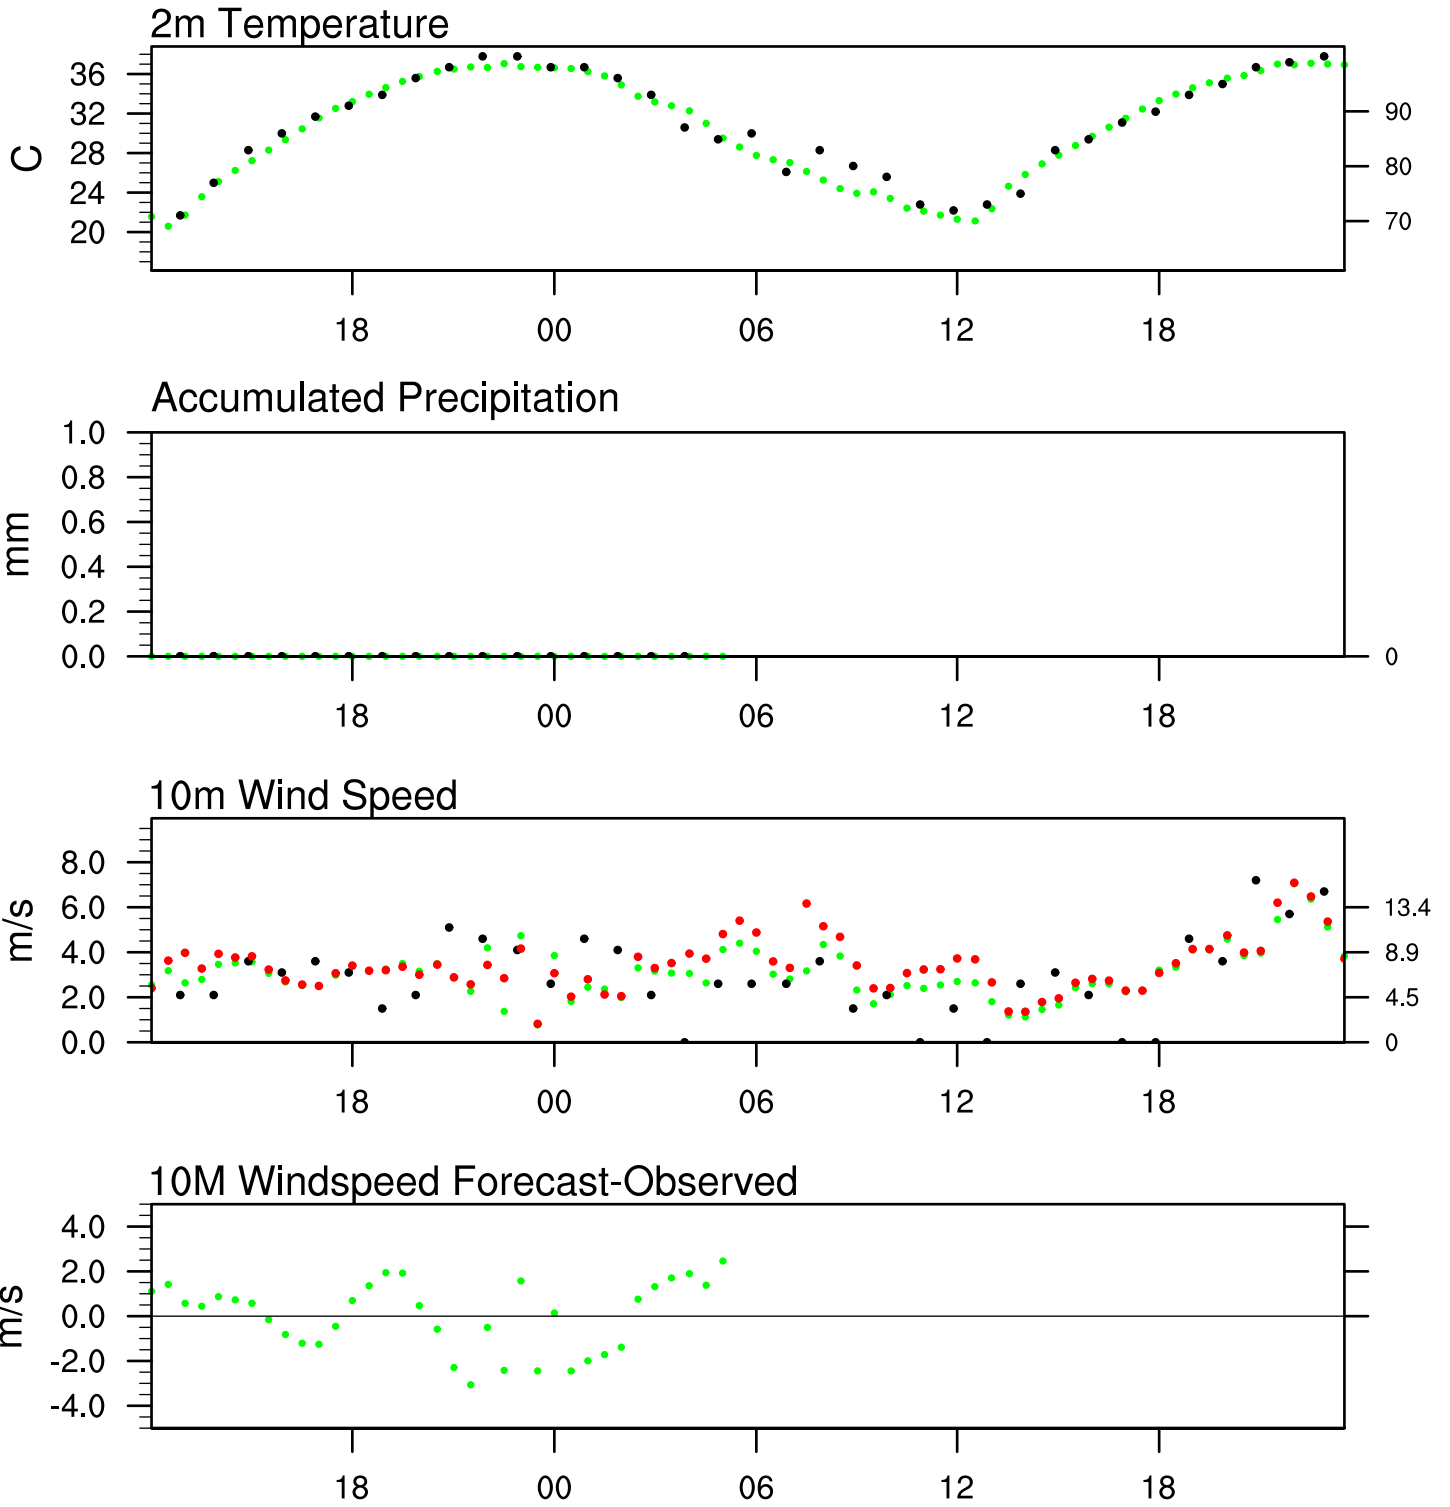 2m Temperature
C
36
32
28
24
20
90
80
70
18 00 06 12 18
Accumulated Precipitation
mm
1.0
0.8
0.6
0.4
0.2
0.0
0
18 00 06 12 18
10m Wind Speed
m/s
8.0
6.0
4.0
2.0
0.0
13.4
8.9
4.5
0
18 00 06 12 18
10M Windspeed Forecast-Observed
m/s
4.0
2.0
0.0
-2.0
-4.0
18 00 06 12 18